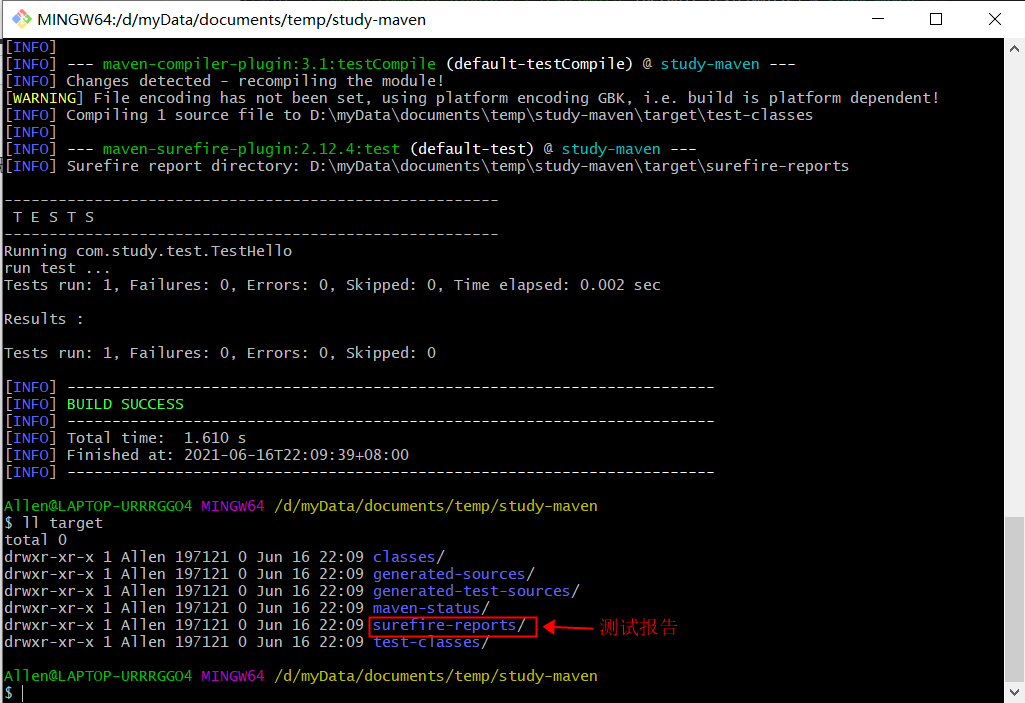 MINGW64:/d/myData/documents/temp/study-maven
[INFO]
[INFO] --- maven-compiler-plugin:3.1:testCompile (default-testCompile) @ study-maven ---
[INFO] Changes detected - recompiling the module!
[WARNING] File encoding has not been set, using platform encoding GBK, i.e. build is platform dependent!
[INFO] Compiling 1 source file to D:\myData\documents\temp\study-maven\target\test-classes
[INFO]
[INFO] --- maven-surefire-plugin:2.12.4:test (default-test) @ study-maven ---
[INFO] Surefire report directory: D:\myData\documents\temp\study-maven\target\surefire-reports
-------------------------------------------------------
T E S T S
-------------------------------------------------------
Running com.study.test.TestHello
run test ...
Tests run: 1, Failures: 0, Errors: 0, Skipped: 0, Time elapsed: 0.002 sec
Results :
Tests run: 1, Failures: 0, Errors: 0, Skipped: 0
[INFO] ------------------------------------------------------------------------
[INFO] BUILD SUCCESS
[INFO] ------------------------------------------------------------------------
[INFO] Total time:  1.610 s
[INFO] Finished at: 2021-06-16T22:09:39+08:00
[INFO] ------------------------------------------------------------------------
Allen@LAPTOP-URRRGGO4 MINGW64 /d/myData/documents/temp/study-maven
$ ll target
total 0
drwxr-xr-x 1 Allen 197121 0 Jun 16 22:09 classes/
drwxr-xr-x 1 Allen 197121 0 Jun 16 22:09 generated-sources/
drwxr-xr-x 1 Allen 197121 0 Jun 16 22:09 generated-test-sources/
drwxr-xr-x 1 Allen 197121 0 Jun 16 22:09 maven-status/
drwxr-xr-x 1 Allen 197121 0 Jun 16 22:09 surefire-reports/ 测试报告
drwxr-xr-x 1 Allen 197121 0 Jun 16 22:09 test-classes/
Allen@LAPTOP-URRRGGO4 MINGW64 /d/myData/documents/temp/study-maven
$